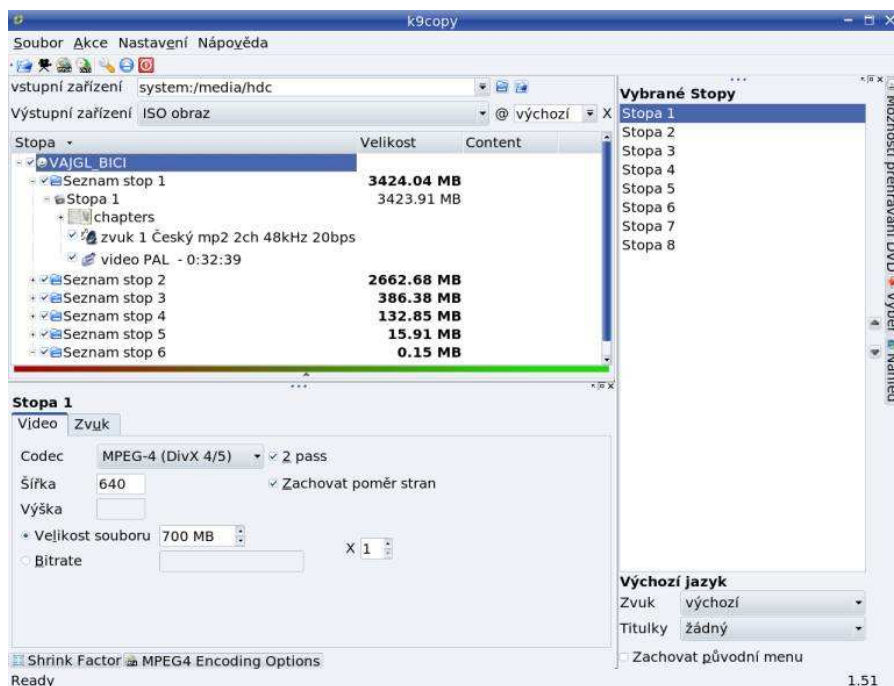 k9copy
Soubor Akce Nastavení Nápověda
vstupní zařízení system:/media/hdc
Výstupní zařízení ISO obraz @ výchozí X
Stopa Velikost Content
VAJGL_BICI
Seznam stop 1 3424.04 MB
Stopa 1 3423.91 MB
chapters
zvuk 1 Český mp2 2ch 48kHz 20bps
video PAL - 0:32:39
Seznam stop 2 2662.68 MB
Seznam stop 3 386.38 MB
Seznam stop 4 132.85 MB
Seznam stop 5 15.91 MB
Seznam stop 6 0.15 MB
Stopa 1
Video Zvuk
Codec MPEG-4 (DivX 4/5) 2 pass
Šířka 640 Zachovat poměr stran
Výška
Velikost souboru 700 MB X 1
Bitrate
Shrink Factor MPEG4 Encoding Options
Ready
Vybrané Stopy
Stopa 1
Stopa 2
Stopa 3
Stopa 4
Stopa 5
Stopa 6
Stopa 7
Stopa 8
Výchozí jazyk
Zvuk výchozí
Titulky žádný
Zachovat původní menu
1.51
Možnosti přehrávání DVD
Výběr
Náhled